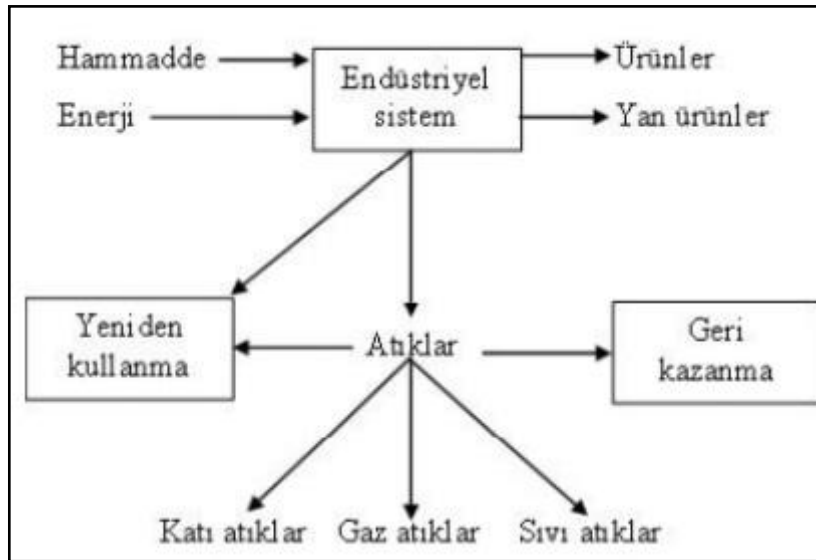 Hammadde
Endüstriyel
sistem
Ürünler
Enerji
Yan ürünler
Yeniden
kullanma
Atıklar
Geri
kazanma
Katı atıklar
Gaz atıklar
Sıvı atıklar